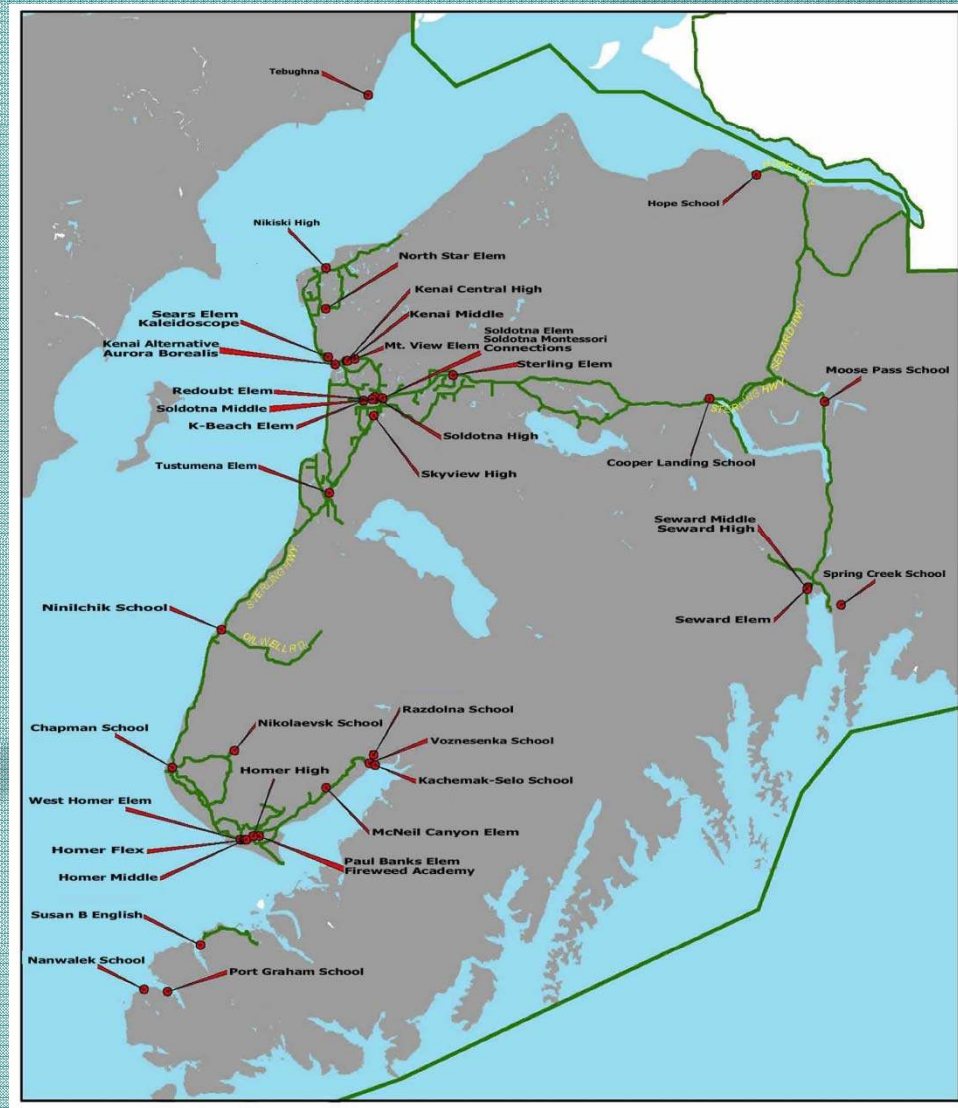 Tebughna
HOPE HWY
Hope School
Nikiski High
North Star Elem
Kenai Central High
Sears Elem
Kaleidoscope
Kenai Middle
Soldotna Elem
Soldotna Montessori
Connections
Kenai Alternative
Aurora Borealis
Mt. View Elem
Sterling Elem
SEWARD HWY
Moose Pass School
Redoubt Elem
Soldotna Middle
K-Beach Elem
STERLING HWY
Soldotna High
Cooper Landing School
Skyview High
Tustumena Elem
Seward Middle
Seward High
Spring Creek School
STERLING HWY
Ninilchik School
Seward Elem
OILWELL RD.
Chapman School
Nikolaevsk School
Razdolna School
Voznesenka School
Homer High
Kachemak-Selo School
West Homer Elem
McNeil Canyon Elem
Homer Flex
Paul Banks Elem
Fireweed Academy
Homer Middle
Susan B English
Nanwalek School
Port Graham School